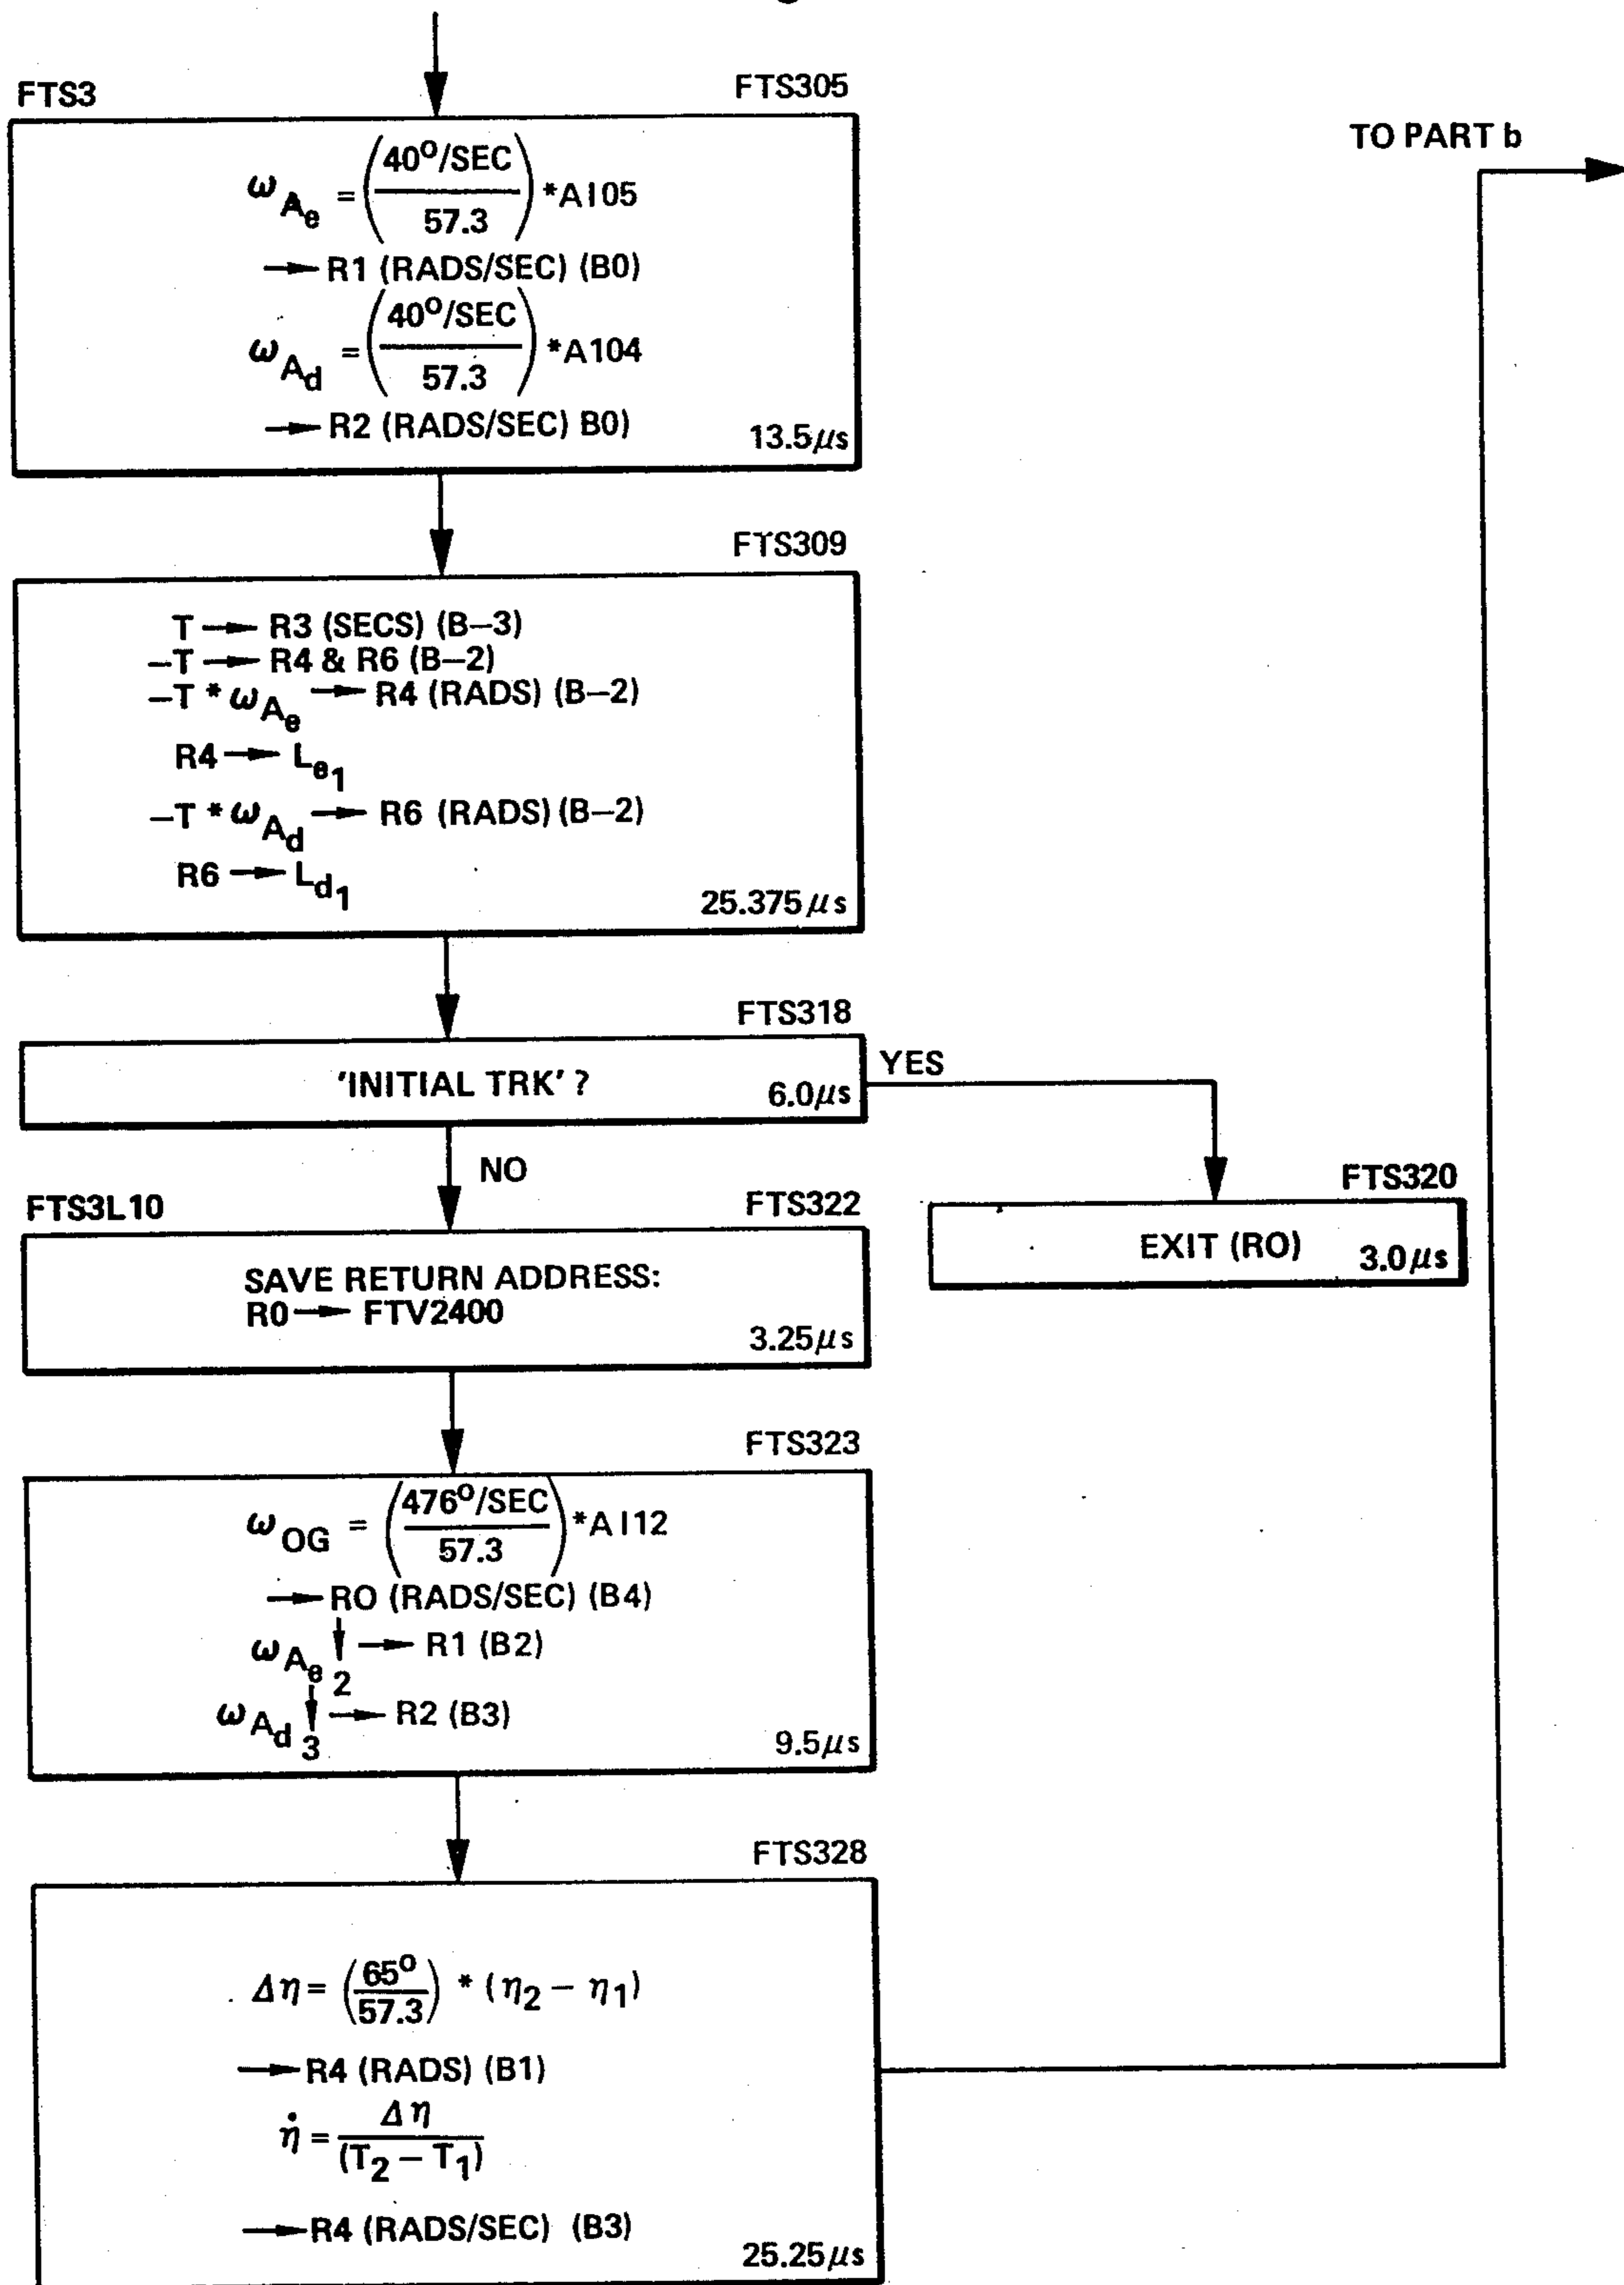 FTS3
FTS305
ω_Ae = (40°/SEC / 57.3) *AI05
→ R1 (RADS/SEC) (B0)
ω_Ad = (40°/SEC / 57.3) *A104
→ R2 (RADS/SEC) B0)
13.5μs
TO PART b
FTS309
T → R3 (SECS) (B–3)
–T → R4 & R6 (B–2)
–T * ω_Ae → R4 (RADS) (B–2)
R4 → L_e1
–T * ω_Ad → R6 (RADS) (B–2)
R6 → L_d1
25.375μs
FTS318
'INITIAL TRK' ?
6.0μs
YES
NO
FTS320
EXIT (RO)
3.0μs
FTS3L10
FTS322
SAVE RETURN ADDRESS:
R0 → FTV2400
3.25μs
FTS323
ω_OG = (476°/SEC / 57.3) *AI12
→ RO (RADS/SEC) (B4)
ω_Ae ↓2 → R1 (B2)
ω_Ad ↓3 → R2 (B3)
9.5μs
FTS328
Δη = (65° / 57.3) * (η2 – η1)
→ R4 (RADS) (B1)
η̇ = Δη / (T2 – T1)
→ R4 (RADS/SEC) (B3)
25.25μs